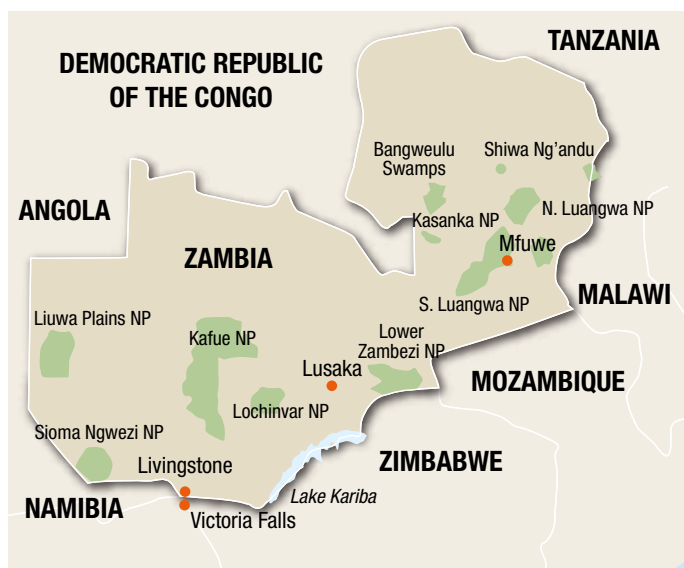 TANZANIA
DEMOCRATIC REPUBLIC
OF THE CONGO
Bangweulu
Swamps
Shiwa Ng'andu
ANGOLA
Kasanka NP
N. Luangwa NP
Mfuwe
ZAMBIA
MALAWI
S. Luangwa NP
Liuwa Plains NP
Kafue NP
Lower
Zambezi NP
Lusaka
MOZAMBIQUE
Lochinvar NP
Sioma Ngwezi NP
Livingstone
ZIMBABWE
Lake Kariba
NAMIBIA
Victoria Falls